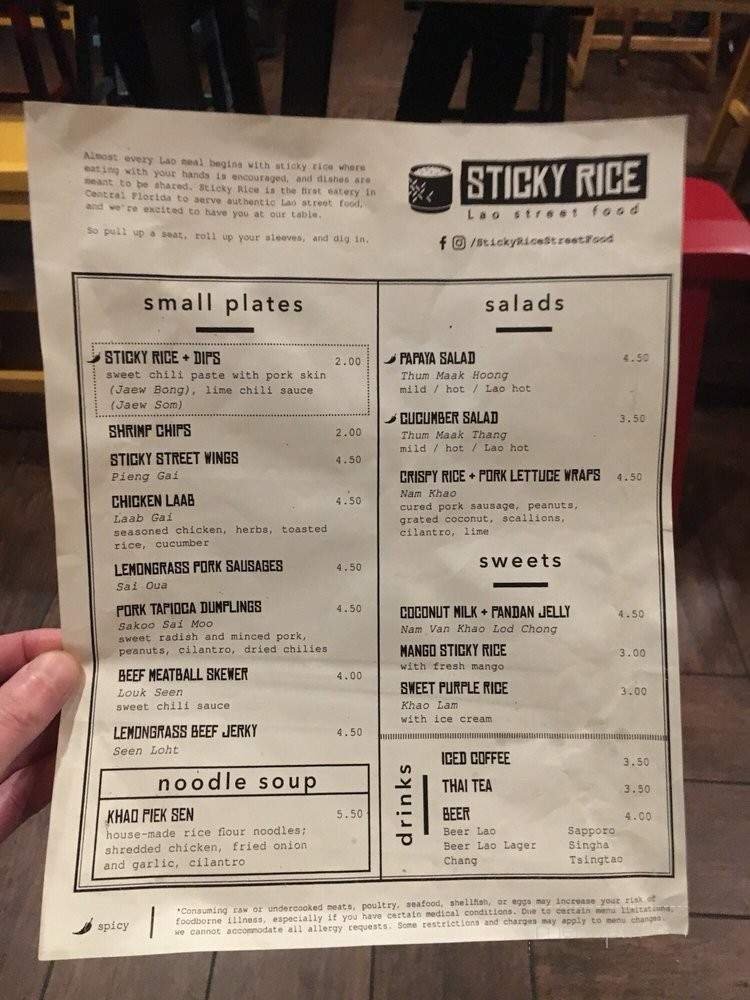 Almost every Lao meal begins with sticky rice where
eating with your hands is encouraged, and dishes are
meant to be shared. Sticky Rice is the first eatery in
Central Florida to serve authentic Lao street food,
and we're excited to have you at our table.
So pull up a seat, roll up your sleeves, and dig in.
STICKY RICE
Lao street food
/StickyRiceStreetFood
small plates
STICKY RICE + DIPS 2.00
sweet chili paste with pork skin
(Jaew Bong), lime chili sauce
(Jaew Som)
SHRIMP CHIPS 2.00
STICKY STREET WINGS 4.50
Pieng Gai
CHICKEN LAAB 4.50
Laab Gai
seasoned chicken, herbs, toasted
rice, cucumber
LEMONGRASS PORK SAUSAGES 4.50
Sai Oua
PORK TAPIOCA DUMPLINGS 4.50
Sakoo Sai Moo
sweet radish and minced pork,
peanuts, cilantro, dried chilies
BEEF MEATBALL SKEWER 4.00
Louk Seen
sweet chili sauce
LEMONGRASS BEEF JERKY 4.50
Seen Loht
noodle soup
KHAO PIEK SEN 5.50
house-made rice flour noodles;
shredded chicken, fried onion
and garlic, cilantro
salads
PAPAYA SALAD 4.50
Thum Maak Hoong
mild / hot / Lao hot
CUCUMBER SALAD 3.50
Thum Maak Thang
mild / hot / Lao hot
CRISPY RICE + PORK LETTUCE WRAPS 4.50
Nam Khao
cured pork sausage, peanuts,
grated coconut, scallions,
cilantro, lime
sweets
COCONUT MILK + PANDAN JELLY 4.50
Nam Van Khao Lod Chong
MANGO STICKY RICE 3.00
with fresh mango
SWEET PURPLE RICE 3.00
Khao Lam
with ice cream
drinks
ICED COFFEE 3.50
THAI TEA 3.50
BEER 4.00
Beer Lao Sapporo
Beer Lao Lager Singha
Chang Tsingtao
spicy
*Consuming raw or undercooked meats, poultry, seafood, shellfish, or eggs may increase your risk of
foodborne illness, especially if you have certain medical conditions. Due to certain menu limitations,
we cannot accommodate all allergy requests. Some restrictions and charges may apply to menu changes.